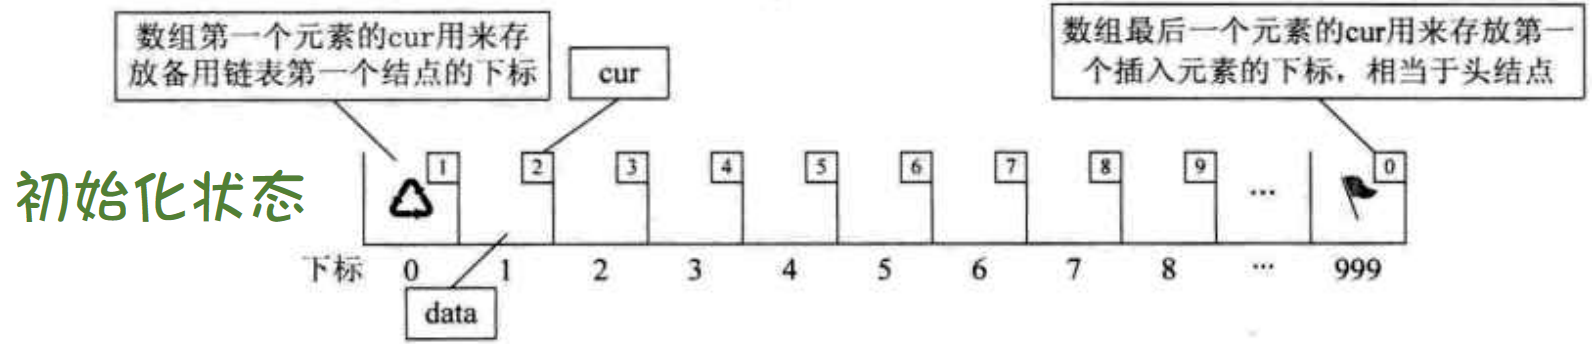 数组第一个元素的cur用来存
放备用链表第一个结点的下标
cur
数组最后一个元素的cur用来存放第一
个插入元素的下标，相当于头结点
初始化状态
1 2 3 4 5 6 7 8 9 ... 0
下标 0 1 2 3 4 5 6 7 8 ... 999
data